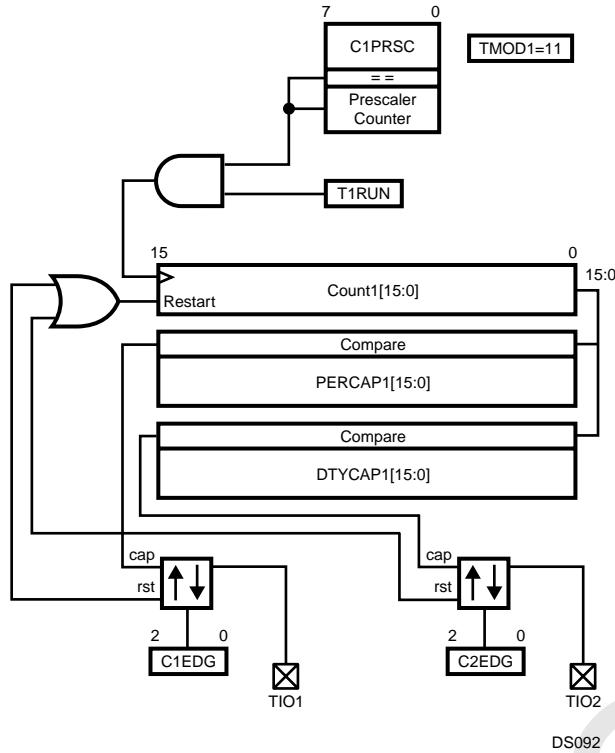 7 0
C1PRSC
TMOD1=11
= =
Prescaler
Counter
T1RUN
15 0
15:0
Count1[15:0]
Restart
Compare
PERCAP1[15:0]
Compare
DTYCAP1[15:0]
cap cap
rst rst
2 0 2 0
C1EDG C2EDG
TIO1 TIO2
DS092